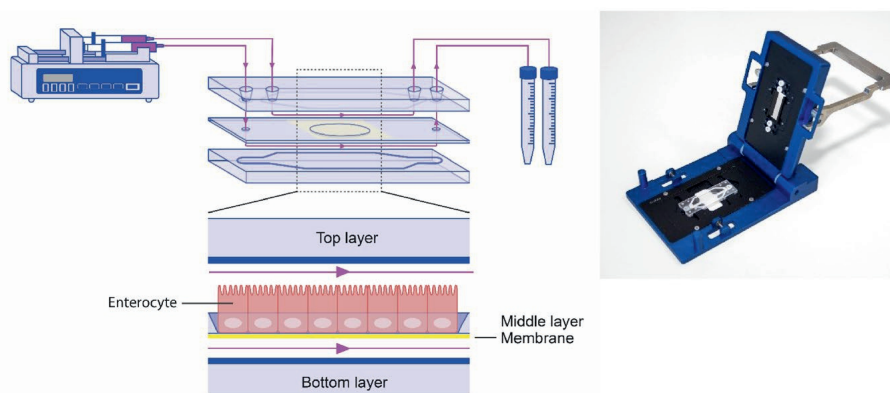 Top layer
Enterocyte
Middle layer
Membrane
Bottom layer